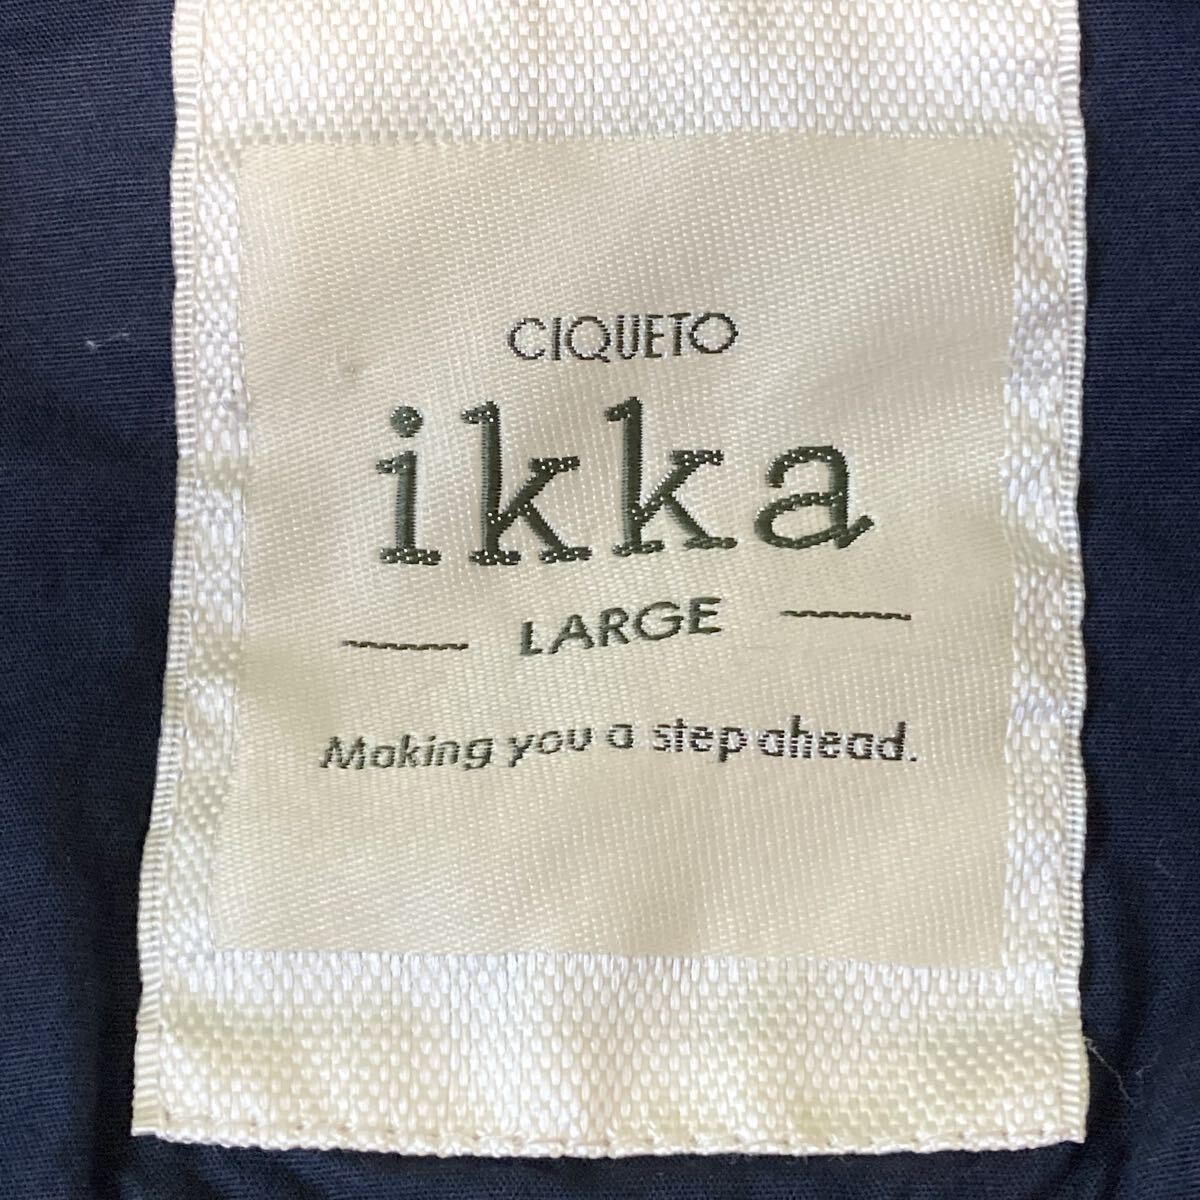 CIQUETO
ikka
LARGE
Making you a step ahead.